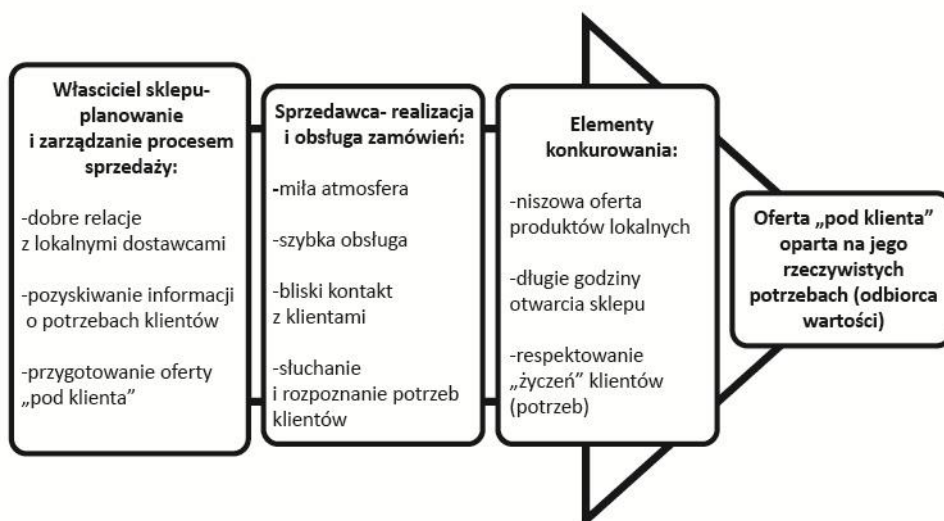 Własciciel sklepu-
planowanie
i zarządzanie procesem
sprzedaży:
-dobre relacje
z lokalnymi dostawcami
-pozyskiwanie informacji
o potrzebach klientów
-przygotowanie oferty
„pod klienta”
Sprzedawca- realizacja
i obsługa zamówień:
-miła atmosfera
-szybka obsługa
-bliski kontakt
z klientami
-słuchanie
i rozpoznanie potrzeb
klientów
Elementy
konkurowania:
-niszowa oferta
produktów lokalnych
-długie godziny
otwarcia sklepu
-respektowanie
„życzeń” klientów
(potrzeb)
Oferta „pod klienta”
oparta na jego
rzeczywistych
potrzebach (odbiorca
wartości)